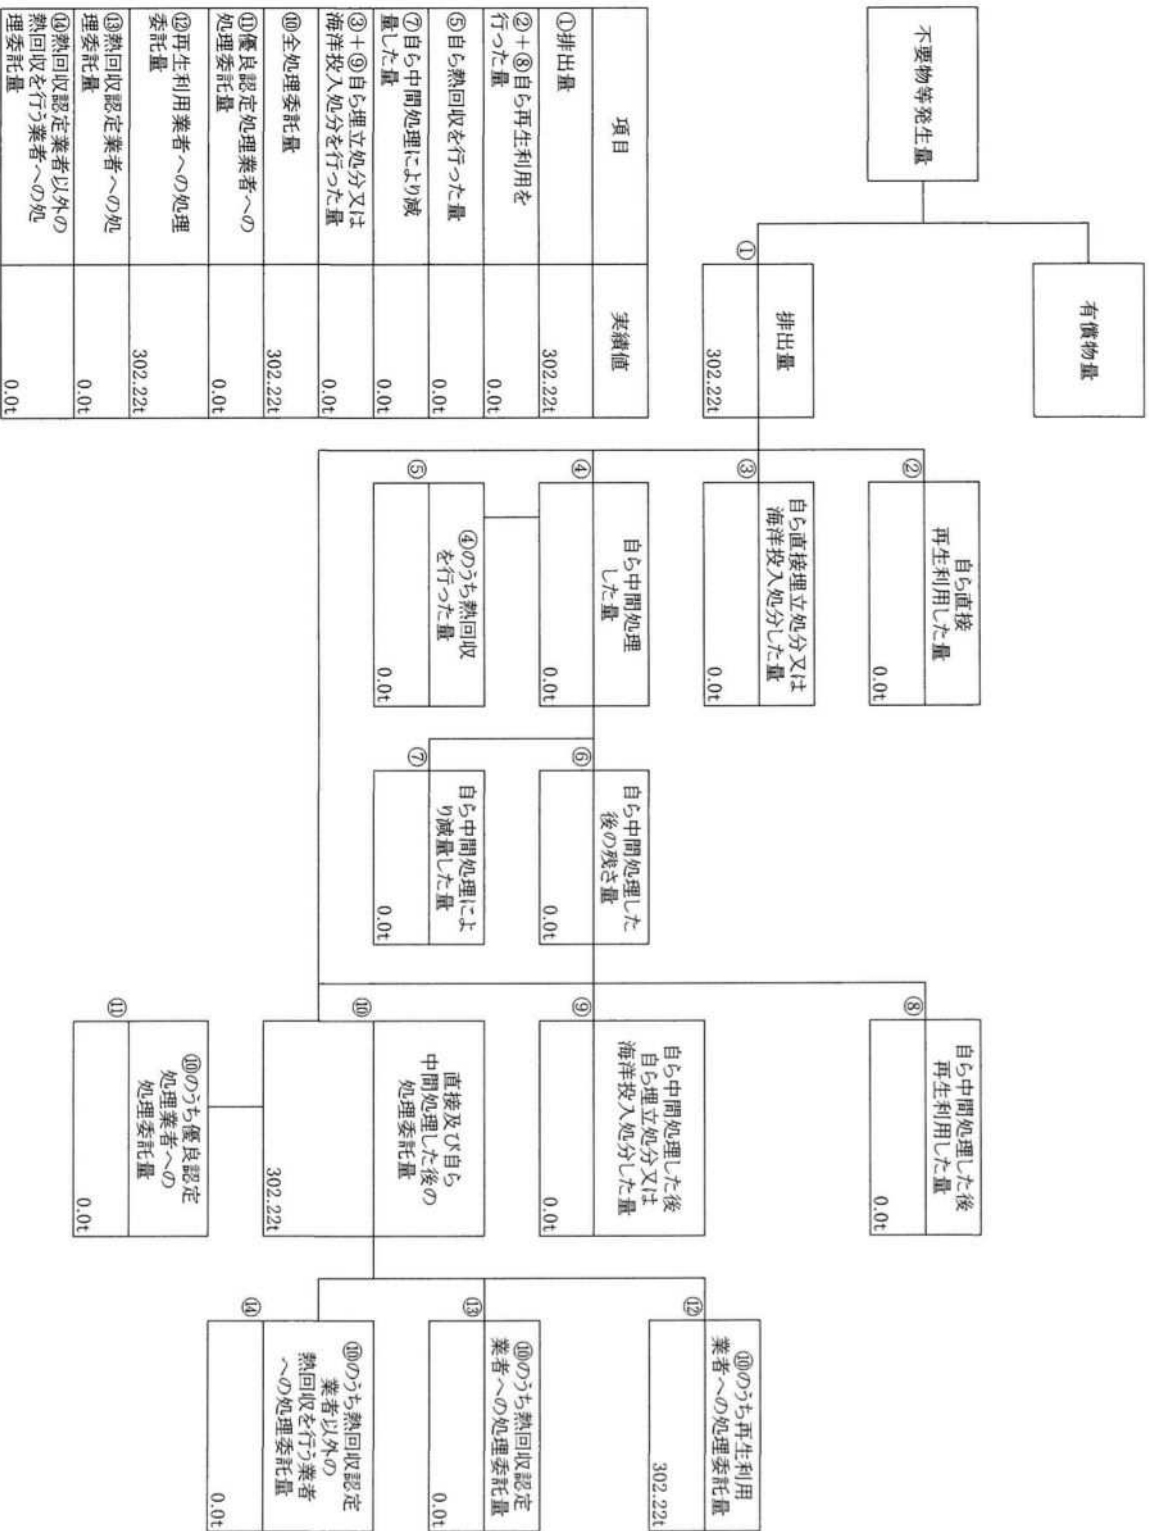 不要物等発生量
有償物量
①
排出量
302.22t
②
自ら直接
再生利用した量
0.0t
③
自ら直接埋立処分又は
海洋投入処分した量
0.0t
④
自ら中間処理
した量
0.0t
⑤
④のうち熱回収
を行った量
0.0t
⑥
自ら中間処理した
後の残さ量
0.0t
⑦
自ら中間処理によ
り減量した量
0.0t
⑧
自ら中間処理した後
再生利用した量
0.0t
⑨
自ら中間処理した後
自ら埋立処分又は
海洋投入処分した量
0.0t
⑩
直接及び自ら
中間処理した後の
処理委託量
302.22t
⑪
⑩のうち優良認定
処理業者への
処理委託量
0.0t
⑫
⑩のうち再生利用
業者への処理委託量
302.22t
⑬
⑩のうち熱回収認定
業者への処理委託量
0.0t
⑭
⑩のうち熱回収認定
業者以外の
熱回収を行う業者
への処理委託量
0.0t
項目 実績値
①排出量 302.22t
②+⑧自ら再生利用を
行った量 0.0t
⑤自ら熱回収を行った量 0.0t
⑦自ら中間処理により減
量した量 0.0t
③+⑨自ら埋立処分又は
海洋投入処分を行った量 0.0t
⑩全処理委託量 302.22t
⑪優良認定処理業者への
処理委託量 0.0t
⑫再生利用業者への処理
委託量 302.22t
⑬熱回収認定業者への処
理委託量 0.0t
⑭熱回収認定業者以外の
熱回収を行う業者への処
理委託量 0.0t